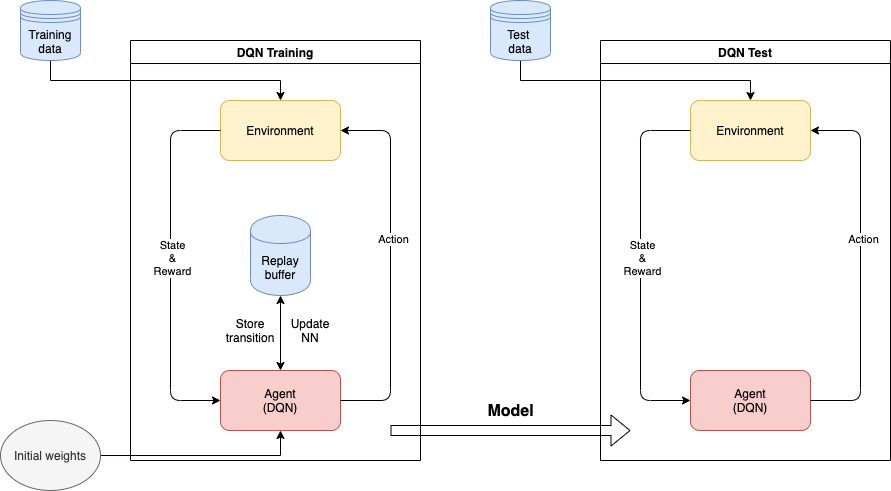 Training
data
DQN Training
Environment
State
&
Reward
Action
Replay
buffer
Store
transition
Update
NN
Agent
(DQN)
Initial weights
Model
Test
data
DQN Test
Environment
State
&
Reward
Action
Agent
(DQN)